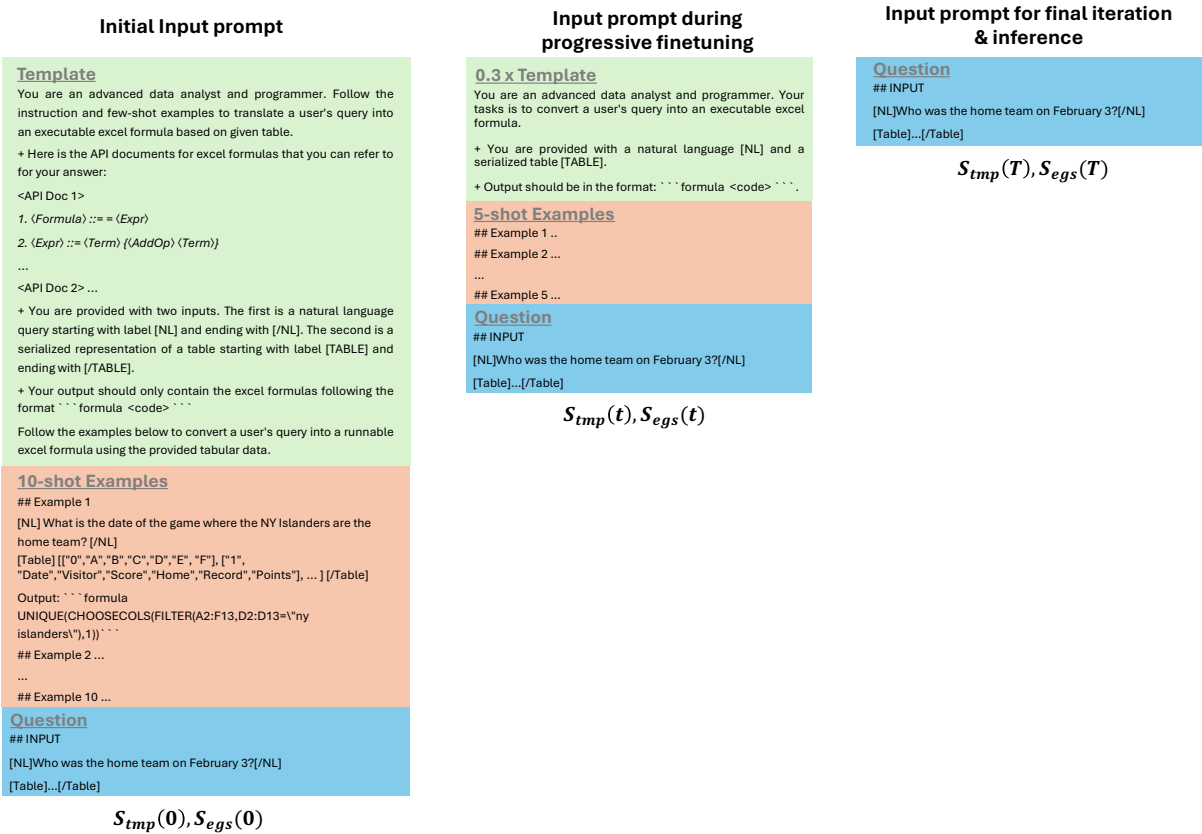 Initial Input prompt
Template
You are an advanced data analyst and programmer. Follow the
instruction and few-shot examples to translate a user's query into
an executable excel formula based on given table.
+ Here is the API documents for excel formulas that you can refer to
for your answer:
<API Doc 1>
1. ⟨Formula⟩ ::= = ⟨Expr⟩
2. ⟨Expr⟩ ::= ⟨Term⟩ {⟨AddOp⟩ ⟨Term⟩}
...
<API Doc 2> ...
+ You are provided with two inputs. The first is a natural language
query starting with label [NL] and ending with [/NL]. The second is a
serialized representation of a table starting with label [TABLE] and
ending with [/TABLE].
+ Your output should only contain the excel formulas following the
format ```formula <code> ```
Follow the examples below to convert a user's query into a runnable
excel formula using the provided tabular data.
10-shot Examples
## Example 1
[NL] What is the date of the game where the NY Islanders are the
home team? [/NL]
[Table] [["0","A","B","C","D","E", "F"], ["1",
"Date","Visitor","Score","Home","Record","Points"], ... ] [/Table]
Output: ```formula
UNIQUE(CHOOSECOLS(FILTER(A2:F13,D2:D13=\"ny
islanders\"),1))```
## Example 2 ...
...
## Example 10 ...
Question
## INPUT
[NL]Who was the home team on February 3?[/NL]
[Table]...[/Table]
S_tmp(0), S_egs(0)
Input prompt during
progressive finetuning
0.3 x Template
You are an advanced data analyst and programmer. Your
tasks is to convert a user's query into an executable excel
formula.
+ You are provided with a natural language [NL] and a
serialized table [TABLE].
+ Output should be in the format: ```formula <code> ```.
5-shot Examples
## Example 1 ..
## Example 2 ...
...
## Example 5 ...
Question
## INPUT
[NL]Who was the home team on February 3?[/NL]
[Table]...[/Table]
S_tmp(t), S_egs(t)
Input prompt for final iteration
& inference
Question
## INPUT
[NL]Who was the home team on February 3?[/NL]
[Table]...[/Table]
S_tmp(T), S_egs(T)